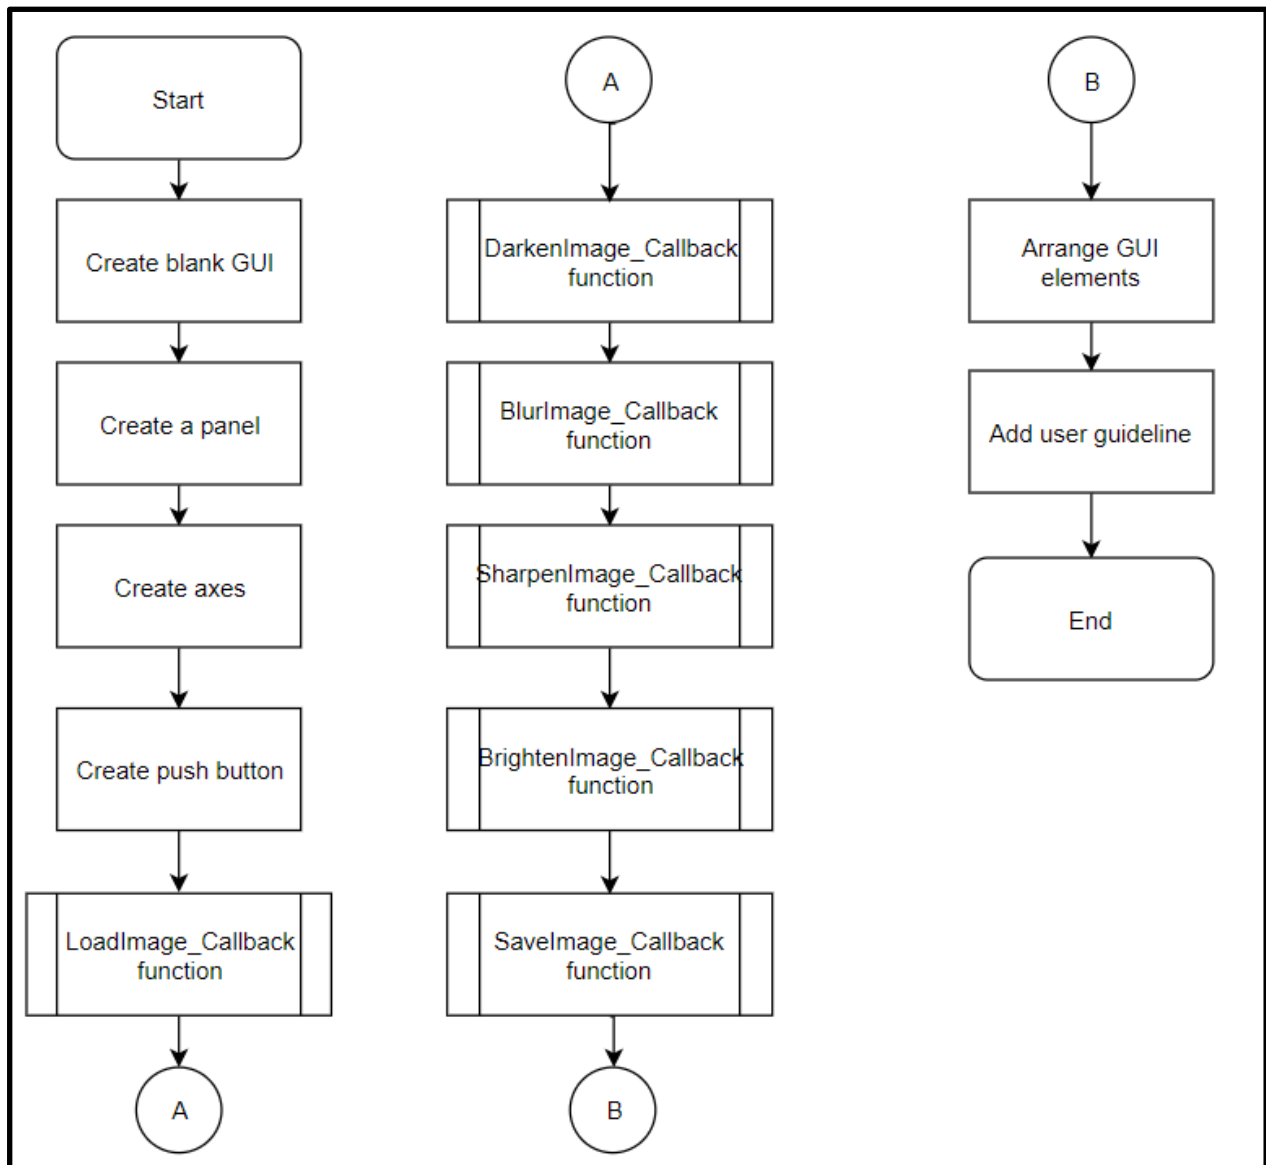 Start
Create blank GUI
Create a panel
Create axes
Create push button
LoadImage_Callback
function
A
A
DarkenImage_Callback
function
BlurImage_Callback
function
SharpenImage_Callback
function
BrightenImage_Callback
function
SaveImage_Callback
function
B
B
Arrange GUI
elements
Add user guideline
End